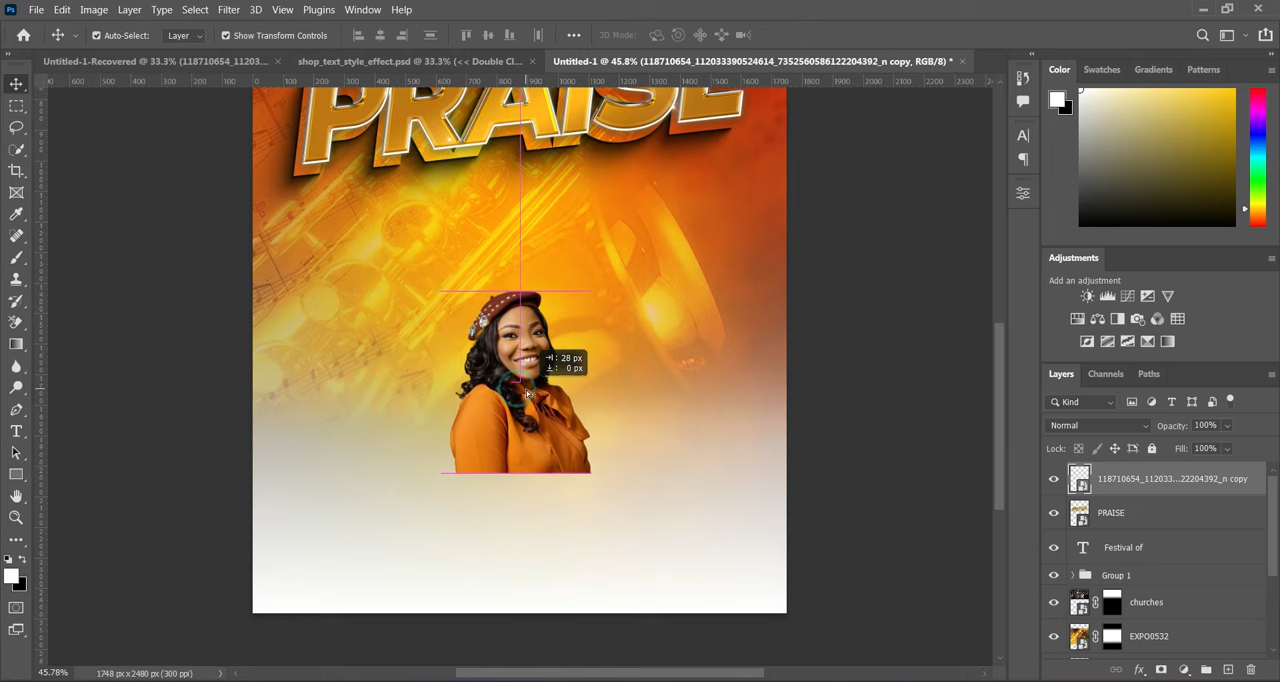 Ps File Edit Image Layer Type Select Filter 3D View Plugins Window Help
Auto-Select: Layer Show Transform Controls ••• 3D Mode:
Untitled-1-Recovered @ 33.3% (118710654_11203... × shop_text_style_effect.psd @ 33.3% (<< Double Cl... × Untitled-1 @ 45.8% (118710654_112033390524614_7352560586122204392_n copy, RGB/8) * ×
Color Swatches Gradients Patterns
PRAISE
Adjustments
Add an adjustment
28 px
0 px
Layers Channels Paths
Kind
Normal Opacity: 100%
Lock: Fill: 100%
118710654_112033...22204392_n copy
PRAISE
Festival of
Group 1
churches
EXPO0532
45.78% 1748 px x 2480 px (300 ppi)